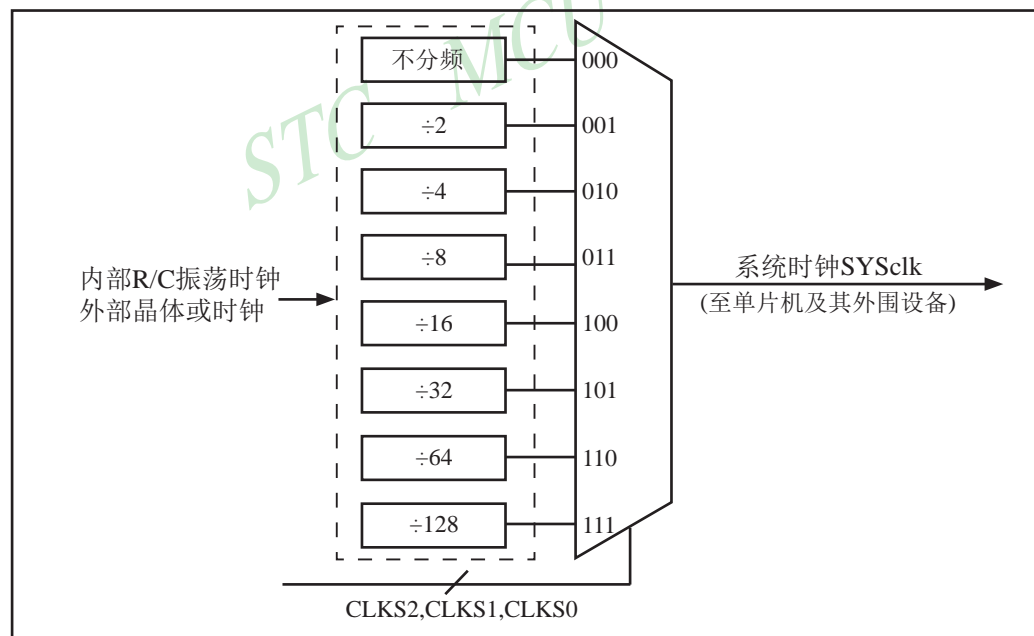 STC MCU
不分频
000
÷2
001
÷4
010
÷8
011
÷16
100
÷32
101
÷64
110
÷128
111
内部R/C振荡时钟
外部晶体或时钟
系统时钟SYSclk
(至单片机及其外围设备)
CLKS2,CLKS1,CLKS0